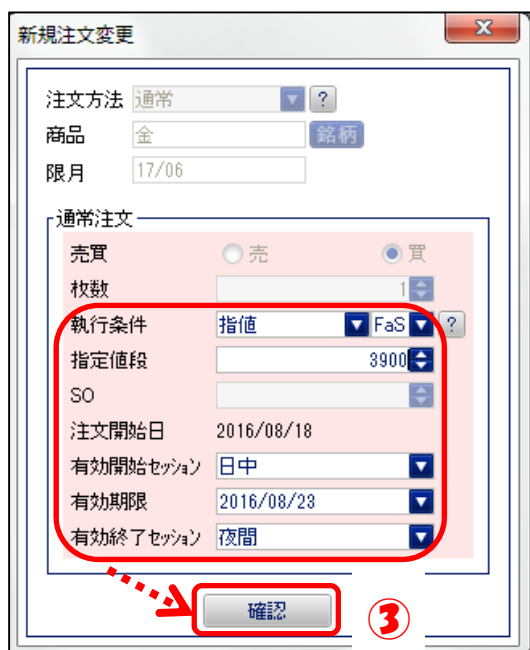 新規注文変更
注文方法 通常 ?
商品 金 銘柄
限月 17/06
通常注文
売買 売 買
枚数 1
執行条件 指値 FaS ?
指定値段 3900
SO
注文開始日 2016/08/18
有効開始セッション 日中
有効期限 2016/08/23
有効終了セッション 夜間
確認 ③